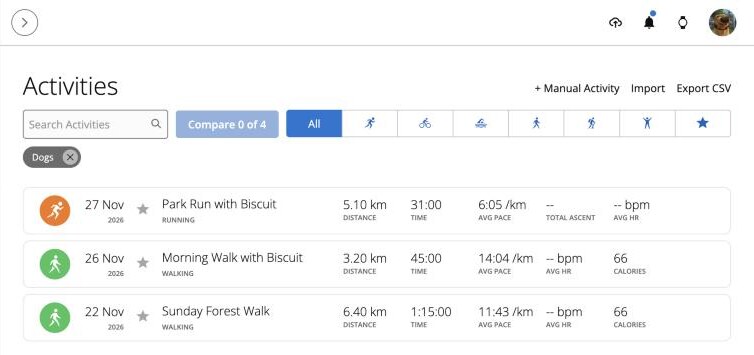 Activities
+ Manual Activity Import Export CSV
Search Activities
Compare 0 of 4
All
Dogs
27 Nov Park Run with Biscuit 5.10 km 31:00 6:05 /km -- -- bpm
2026 RUNNING DISTANCE TIME AVG PACE TOTAL ASCENT AVG HR
26 Nov Morning Walk with Biscuit 3.20 km 45:00 14:04 /km -- bpm 66
2026 WALKING DISTANCE TIME AVG PACE AVG HR CALORIES
22 Nov Sunday Forest Walk 6.40 km 1:15:00 11:43 /km -- bpm 66
2026 WALKING DISTANCE TIME AVG PACE AVG HR CALORIES